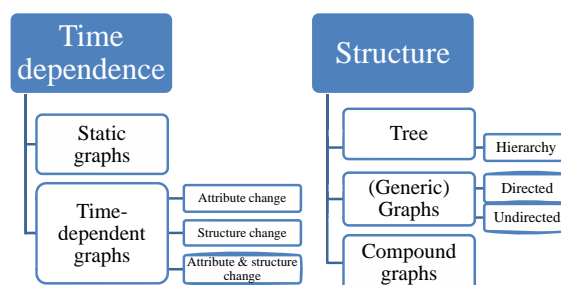 Time
dependence
Static
graphs
Time-
dependent
graphs
Attribute change
Structure change
Attribute & structure
change
Structure
Tree
Hierarchy
(Generic)
Graphs
Directed
Undirected
Compound
graphs